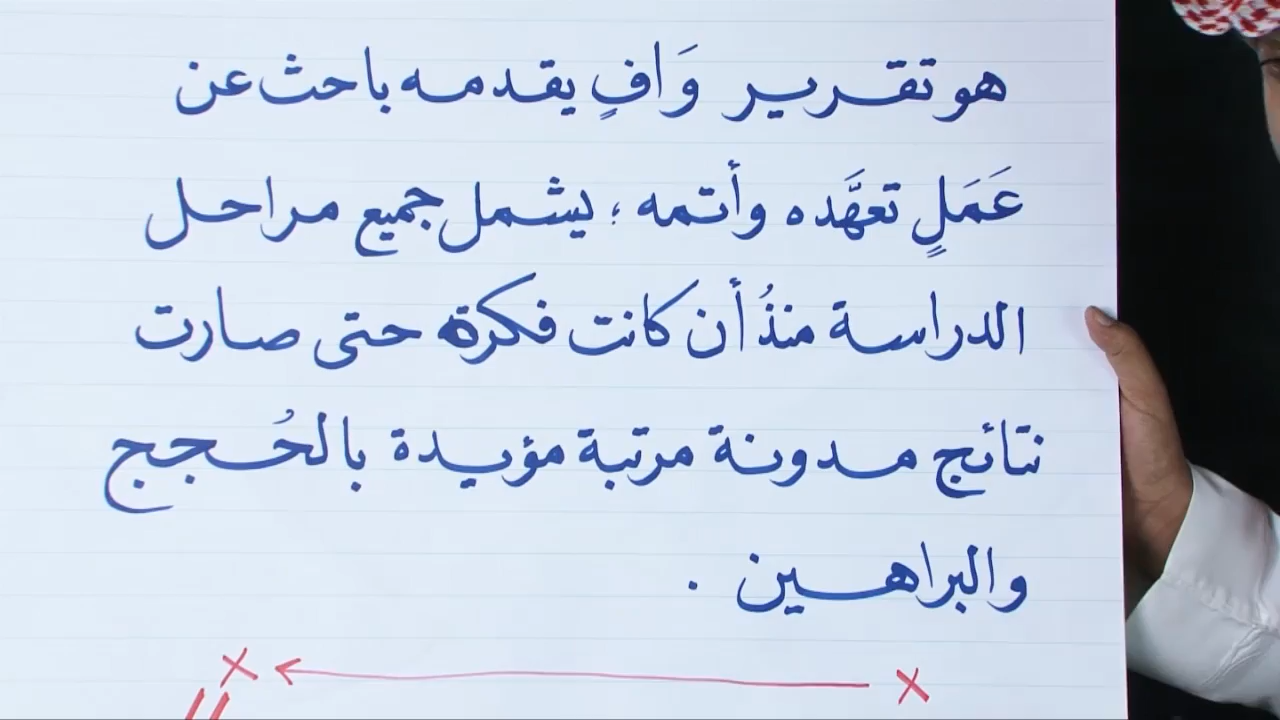 هو تقرير وَافٍ يقدمه باحث عن
عَمَلٍ تعهَّده وأتمه ؛ يشمل جميع مراحل
الدراسة منذُ أن كانت فكرة حتى صارت
نتائج مدونة مرتبة مؤيدة بالحُجج
والبراهين .
x ← x